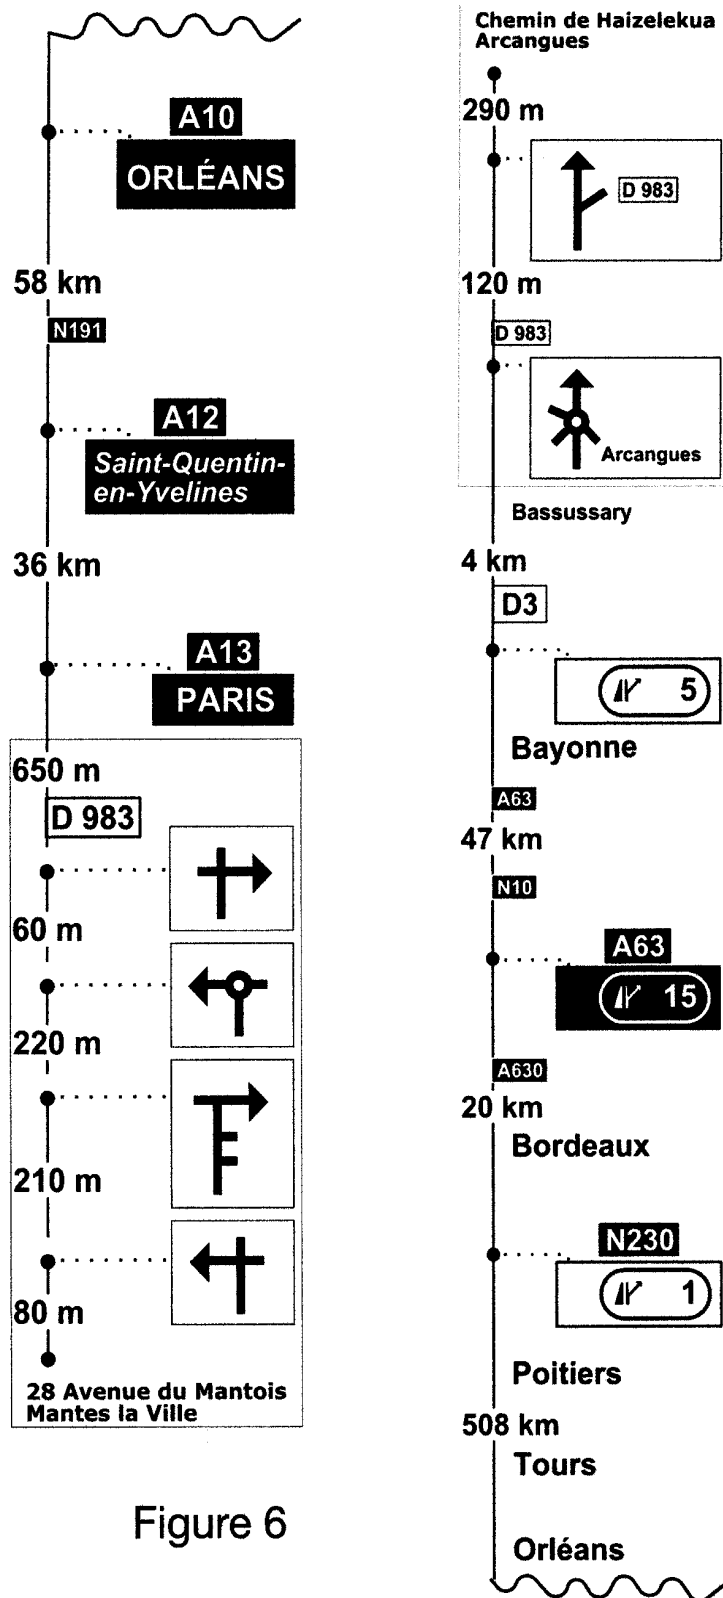 A10
ORLÉANS
58 km
N191
A12
Saint-Quentin-
en-Yvelines
36 km
A13
PARIS
650 m
D 983
60 m
220 m
210 m
80 m
28 Avenue du Mantois
Mantes la Ville
Figure 6
Chemin de Haizelekua
Arcangues
290 m
D 983
120 m
D 983
Arcangues
Bassussary
4 km
D3
5
Bayonne
A63
47 km
N10
A63
15
A630
20 km
Bordeaux
N230
1
Poitiers
508 km
Tours
Orléans